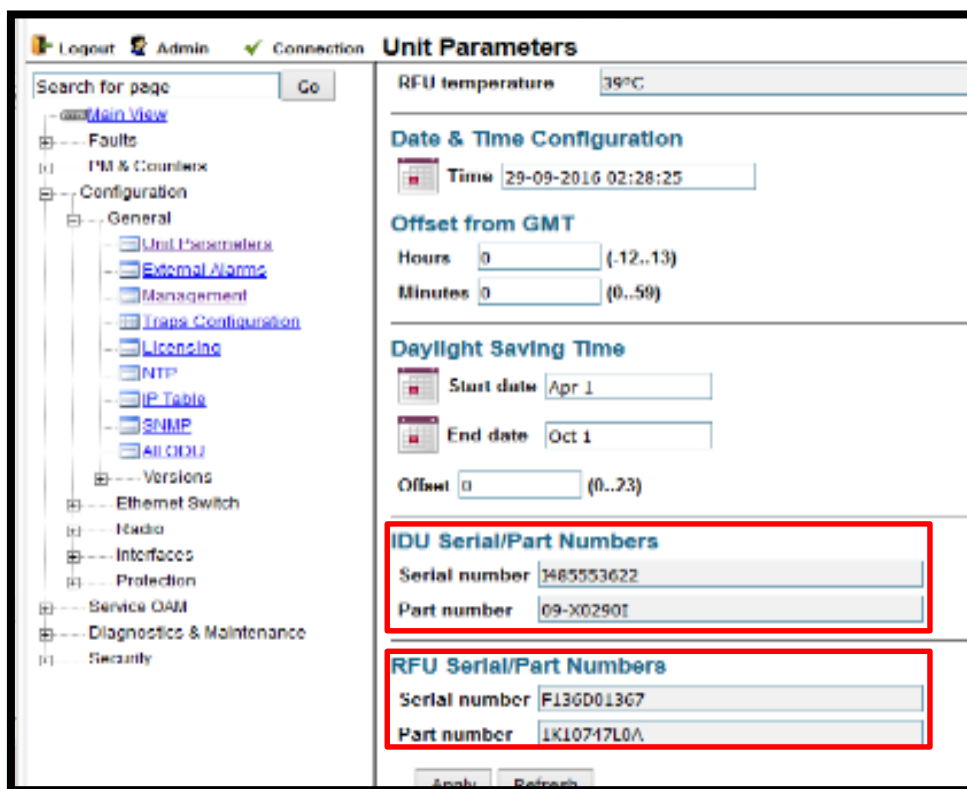 Logout Admin Connection Unit Parameters
Search for page Go
Main View
Faults
PM & Counters
Configuration
General
Unit Parameters
External Alarms
Management
Traps Configuration
Licensing
NTP
IP Table
SNMP
All ODU
Versions
Ethernet Switch
Radio
Interfaces
Protection
Service OAM
Diagnostics & Maintenance
Security
RFU temperature 39°C
Date & Time Configuration
Time 29-09-2016 02:28:25
Offset from GMT
Hours 0 (-12..13)
Minutes 0 (0..59)
Daylight Saving Time
Start date Apr 1
End date Oct 1
Offset 0 (0..23)
IDU Serial/Part Numbers
Serial number
Part number
RFU Serial/Part Numbers
Serial number F136D01367
Part number
Apply Refresh